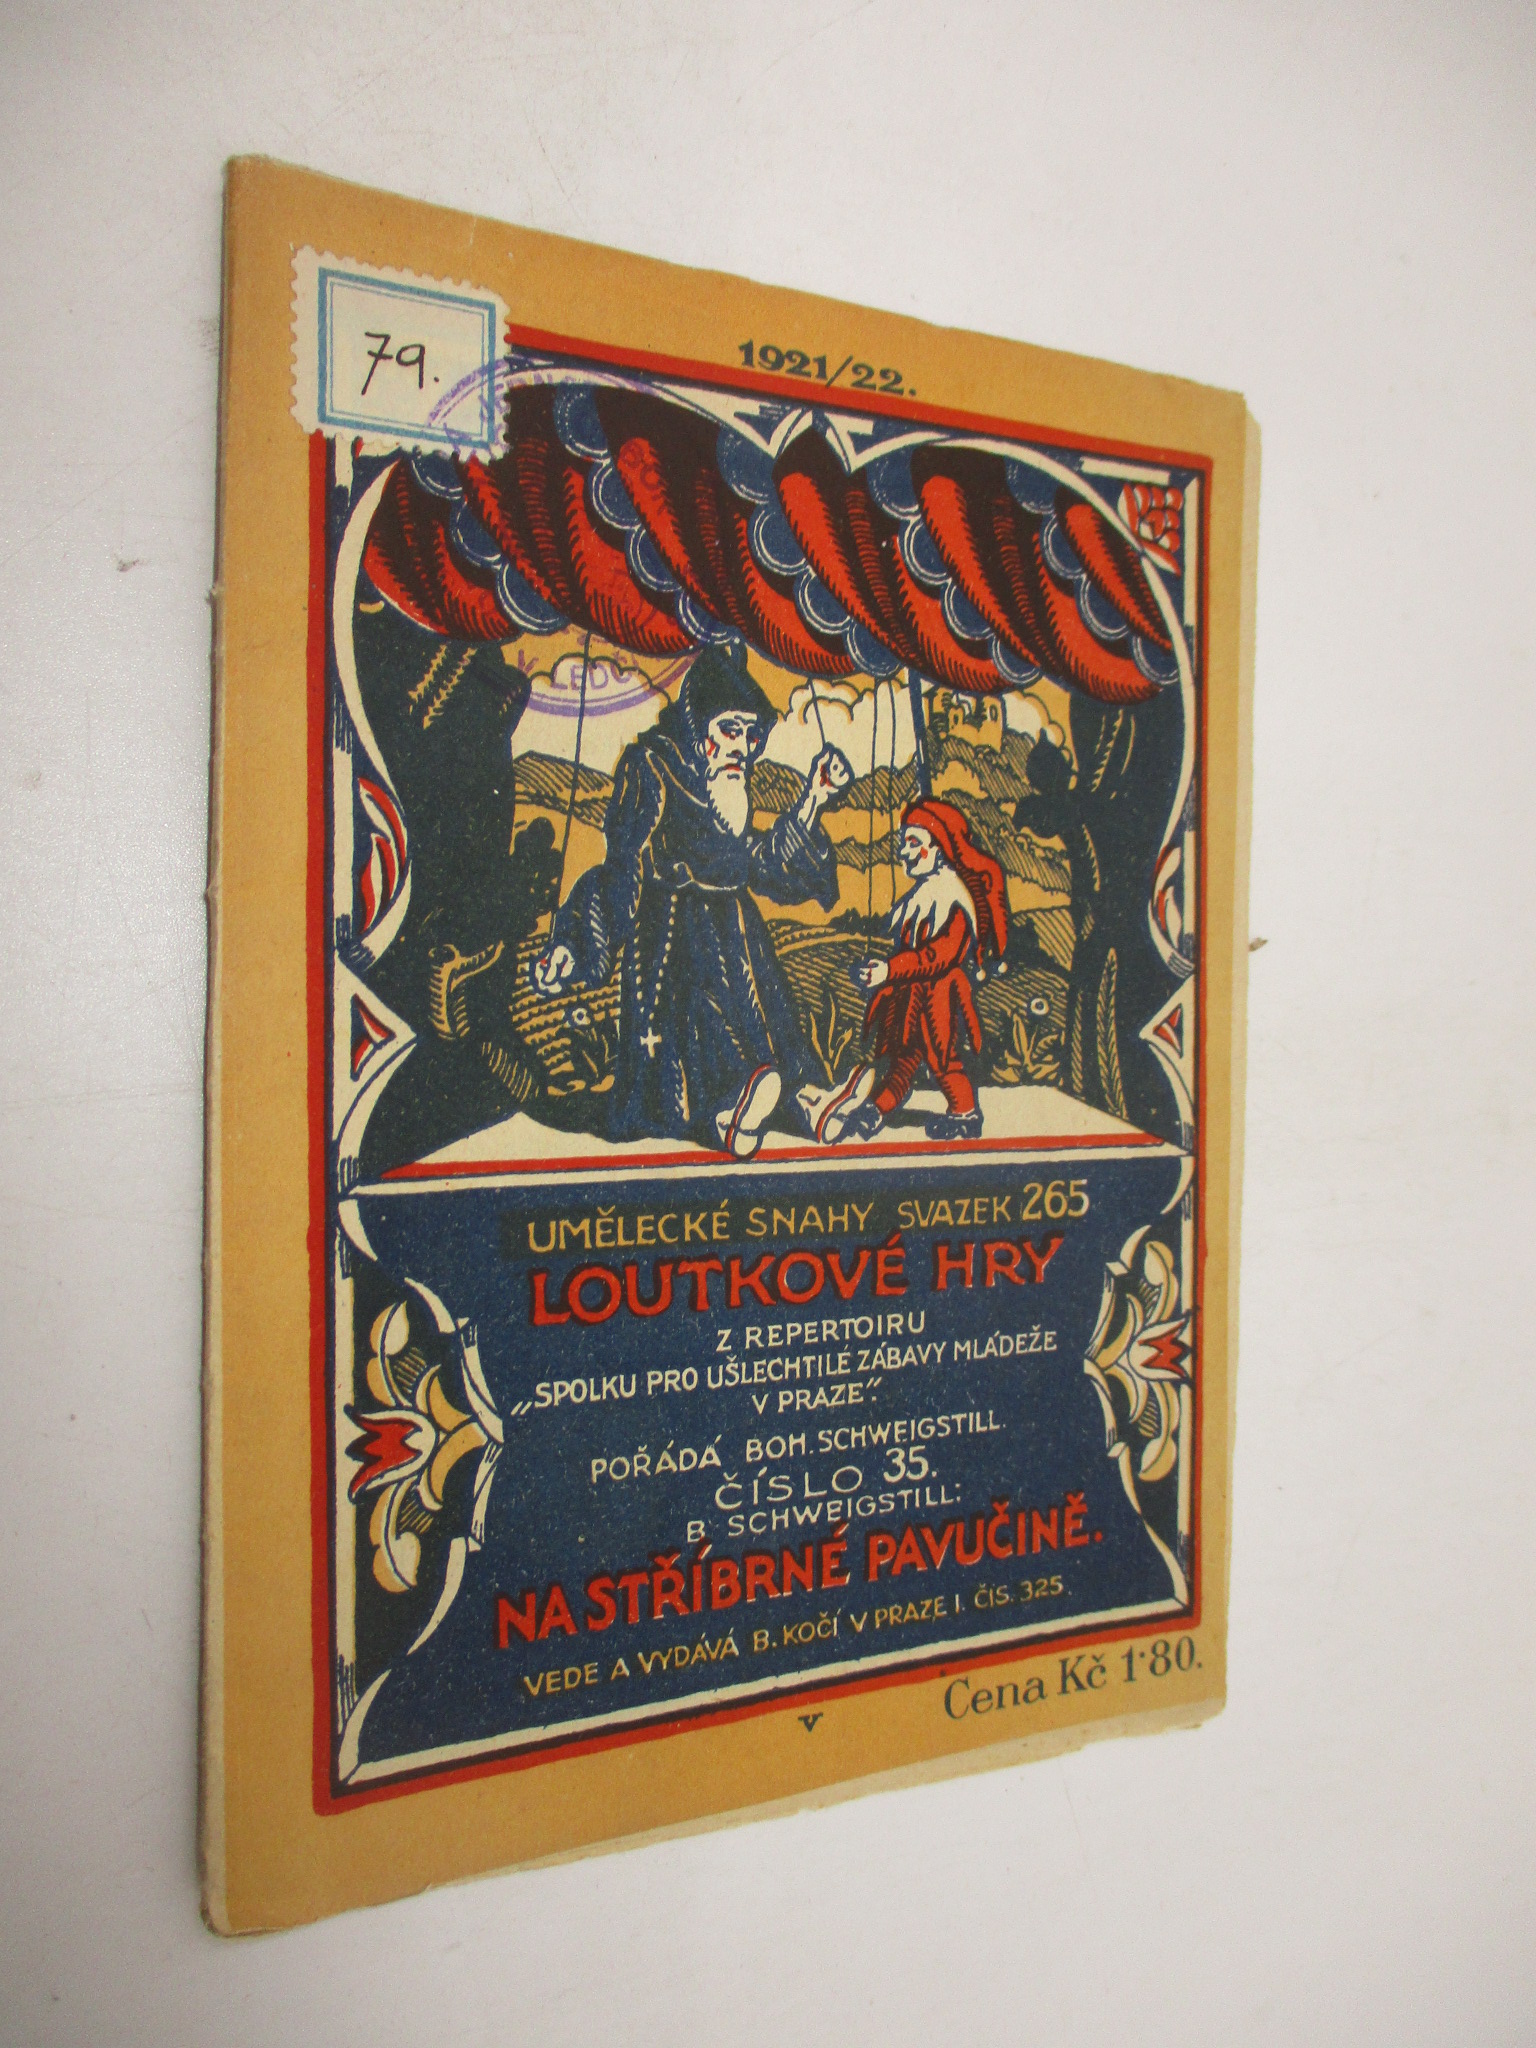 79.
1921/22.
V LEDČI
UMĚLECKÉ SNAHY SVAZEK 265
LOUTKOVÉ HRY
Z REPERTOIRU
„SPOLKU PRO UŠLECHTILÉ ZÁBAVY MLÁDEŽE
V PRAZE“.
POŘÁDÁ BOH. SCHWEIGSTILL.
ČÍSLO 35.
B. SCHWEIGSTILL:
NA STŘÍBRNÉ PAVUČINĚ.
VEDE A VYDÁVÁ B. KOČÍ V PRAZE I. ČÍS. 325.
V
Cena Kč 1·80.